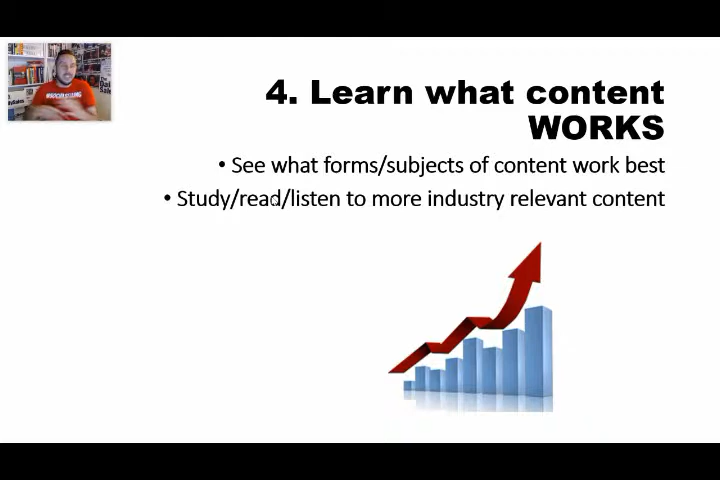 4. Learn what content
WORKS
• See what forms/subjects of content work best
• Study/read/listen to more industry relevant content